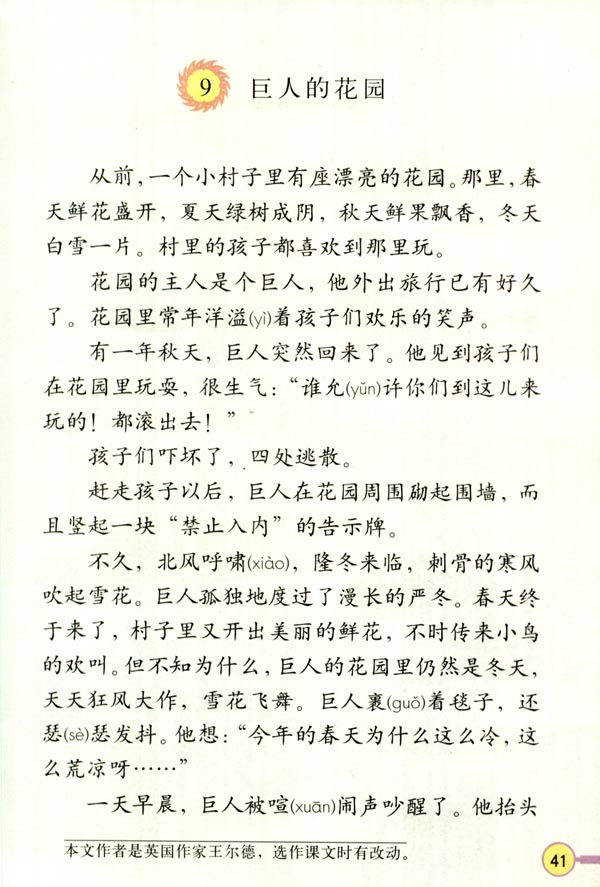 9 巨人的花园
从前，一个小村子里有座漂亮的花园。那里，春
天鲜花盛开，夏天绿树成阴，秋天鲜果飘香，冬天
白雪一片。村里的孩子都喜欢到那里玩。
花园的主人是个巨人，他外出旅行已有好久
了。花园里常年洋溢(yì)着孩子们欢乐的笑声。
有一年秋天，巨人突然回来了。他见到孩子们
在花园里玩耍，很生气：“谁允(yǔn)许你们到这儿来
玩的！都滚出去！”
孩子们吓坏了，四处逃散。
赶走孩子以后，巨人在花园周围砌起围墙，而
且竖起一块“禁止入内”的告示牌。
不久，北风呼啸(xiào)，隆冬来临，刺骨的寒风
吹起雪花。巨人孤独地度过了漫长的严冬。春天终
于来了，村子里又开出美丽的鲜花，不时传来小鸟
的欢叫。但不知为什么，巨人的花园里仍然是冬天，
天天狂风大作，雪花飞舞。巨人裹(guǒ)着毯子，还
瑟(sè)瑟发抖。他想：“今年的春天为什么这么冷，这
么荒凉呀……”
一天早晨，巨人被喧(xuān)闹声吵醒了。他抬头
本文作者是英国作家王尔德，选作课文时有改动。
41